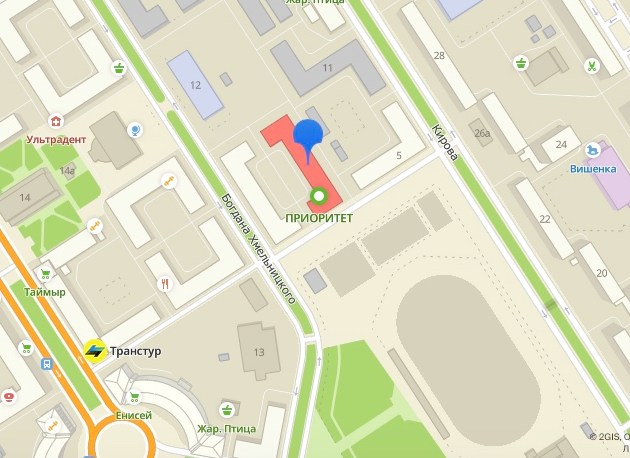 Жар. Птица
28
11
12
Ультрадент
26а
Кирова
24
5
14а
Вишенка
14
Богдана Хмельницкого
ПРИОРИТЕТ
22
20
Таймыр
Транстур
13
Енисей
Жар. Птица
© 2GIS, О
Л